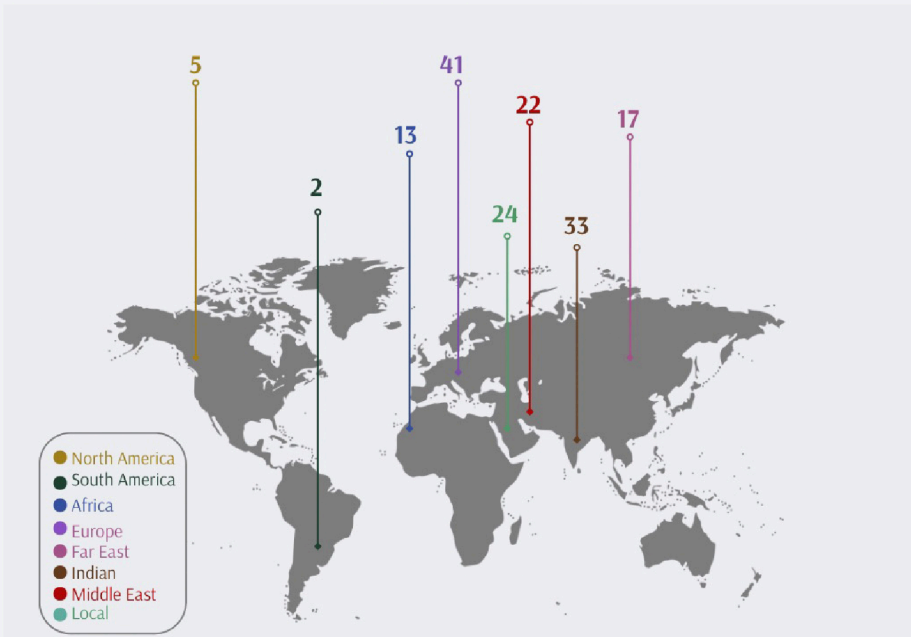 5
41
22
13
17
2
24
33
North America
South America
Africa
Europe
Far East
Indian
Middle East
Local